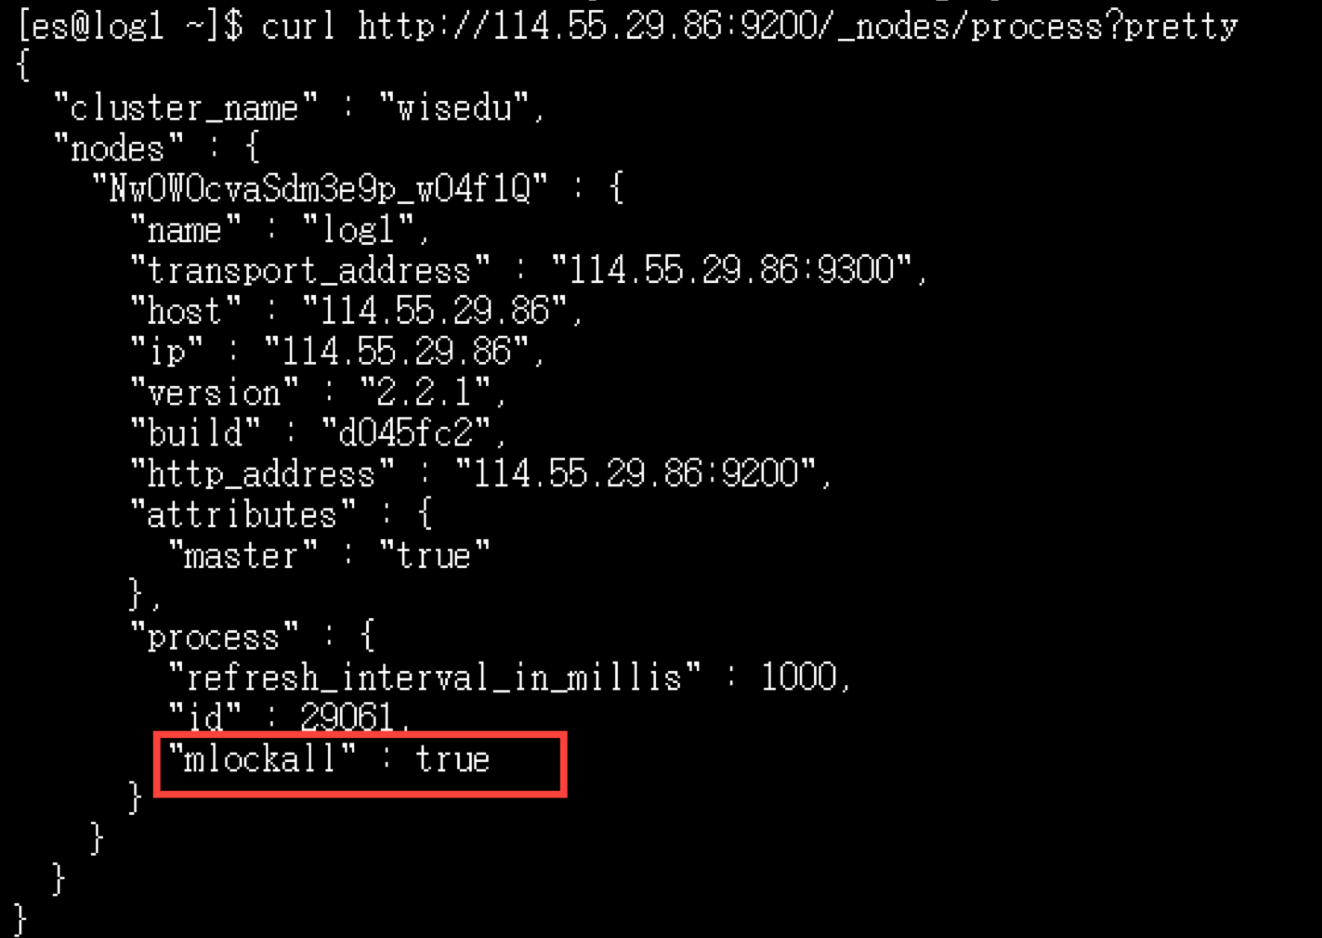 [es@log1 ~]$ curl http://114.55.29.86:9200/_nodes/process?pretty
{
"cluster_name" : "wisedu",
"nodes" : {
"NwOWOcvaSdm3e9p_wO4f1Q" : {
"name" : "log1",
"transport_address" : "114.55.29.86:9300",
"host" : "114.55.29.86",
"ip" : "114.55.29.86",
"version" : "2.2.1",
"build" : "d045fc2",
"http_address" : "114.55.29.86:9200",
"attributes" : {
"master" : "true"
},
"process" : {
"refresh_interval_in_millis" : 1000,
"id" : 29061,
"mlockall" : true
}
}
}
}